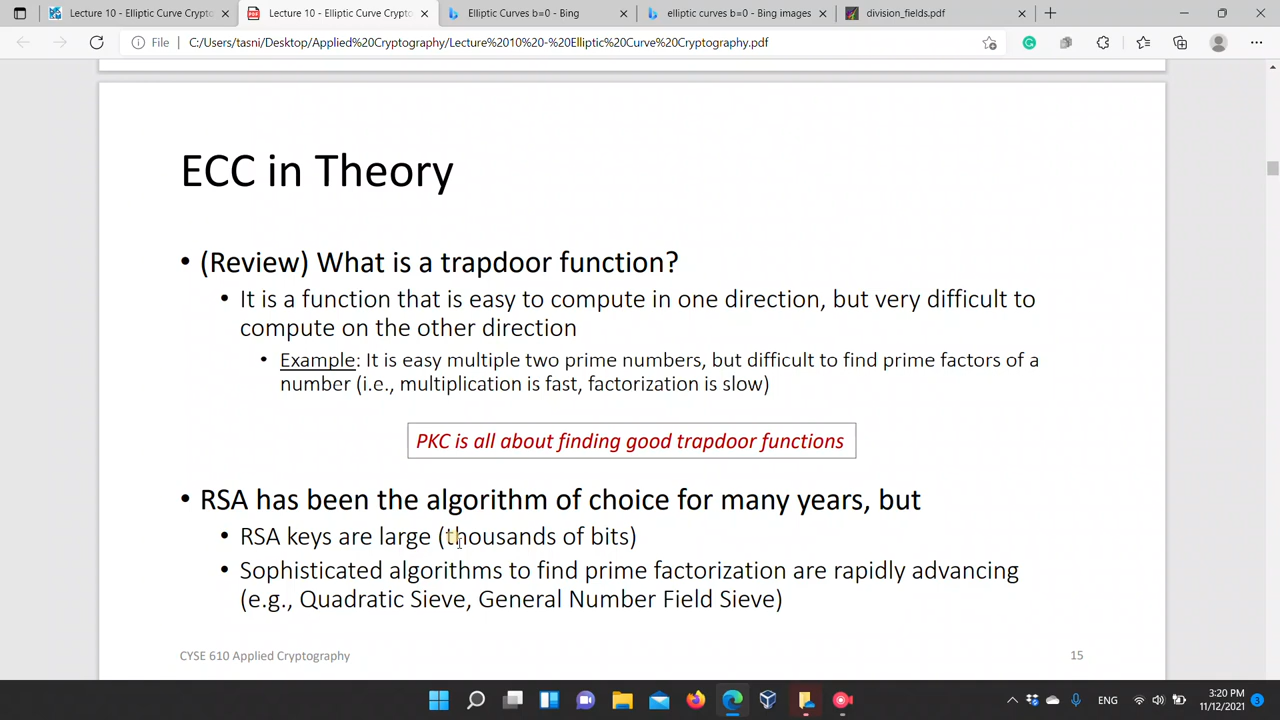 Lecture 10 - Elliptic Curve Crypto
Lecture 10 - Elliptic Curve Crypto
Elliptic Curves b=0 - Bing
elliptic curves b=0 - Bing images
division_fields.pdf
File
C:/Users/tasni/Desktop/Applied%20Cryptography/Lecture%2010%20-%20Elliptic%20Curve%20Cryptography.pdf
ECC in Theory
• (Review) What is a trapdoor function?
• It is a function that is easy to compute in one direction, but very difficult to
compute on the other direction
• Example: It is easy multiple two prime numbers, but difficult to find prime factors of a
number (i.e., multiplication is fast, factorization is slow)
PKC is all about finding good trapdoor functions
• RSA has been the algorithm of choice for many years, but
• RSA keys are large (thousands of bits)
• Sophisticated algorithms to find prime factorization are rapidly advancing
(e.g., Quadratic Sieve, General Number Field Sieve)
CYSE 610 Applied Cryptography
15
ENG
3:20 PM
11/12/2021
3